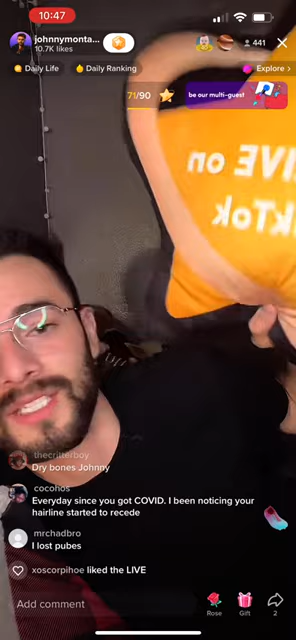 10:47
johnnymonta...
10.7K likes
441
Daily Life
Daily Ranking
Explore >
71/90
be our multi-guest
LIVE on
TikTok
thecritterboy
Dry bones Johnny
cocohos
Everyday since you got COVID. I been noticing your
hairline started to recede
mrchadbro
I lost pubes
xoscorpihoe liked the LIVE
Add comment
Rose
Gift
2